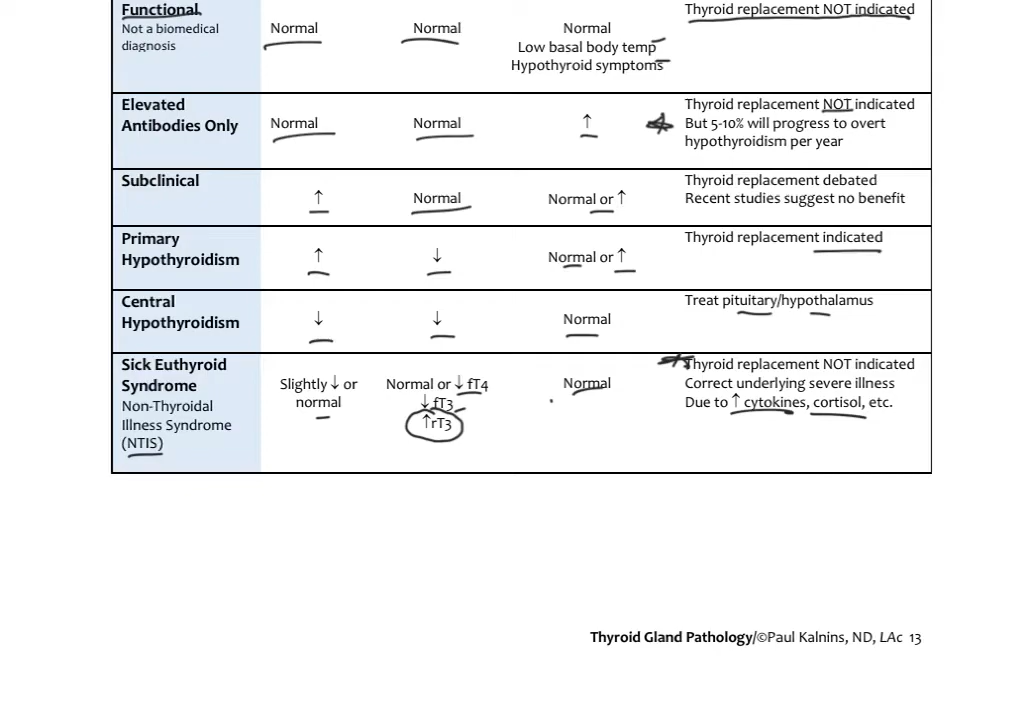 Functional
Not a biomedical
diagnosis
Normal
Normal
Normal
Low basal body temp
Hypothyroid symptoms
Thyroid replacement NOT indicated
Elevated
Antibodies Only
Normal
Normal
↑
Thyroid replacement NOT indicated
But 5-10% will progress to overt
hypothyroidism per year
Subclinical
↑
Normal
Normal or ↑
Thyroid replacement debated
Recent studies suggest no benefit
Primary
Hypothyroidism
↑
↓
Normal or ↑
Thyroid replacement indicated
Central
Hypothyroidism
↓
↓
Normal
Treat pituitary/hypothalamus
Sick Euthyroid
Syndrome
Non-Thyroidal
Illness Syndrome
(NTIS)
Slightly ↓ or
normal
Normal or ↓ fT4
↓ fT3
↑rT3
Normal
Thyroid replacement NOT indicated
Correct underlying severe illness
Due to ↑ cytokines, cortisol, etc.
Thyroid Gland Pathology/©Paul Kalnins, ND, LAc 13